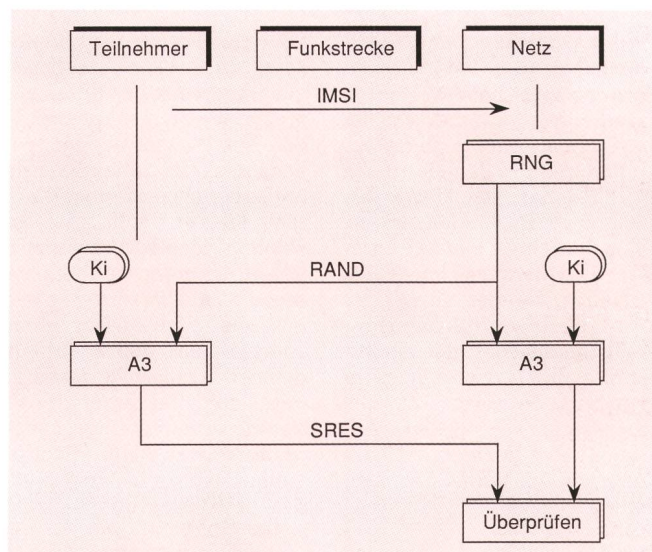 Teilnehmer
Funkstrecke
Netz
IMSI
RNG
Ki
RAND
Ki
A3
A3
SRES
Überprüfen